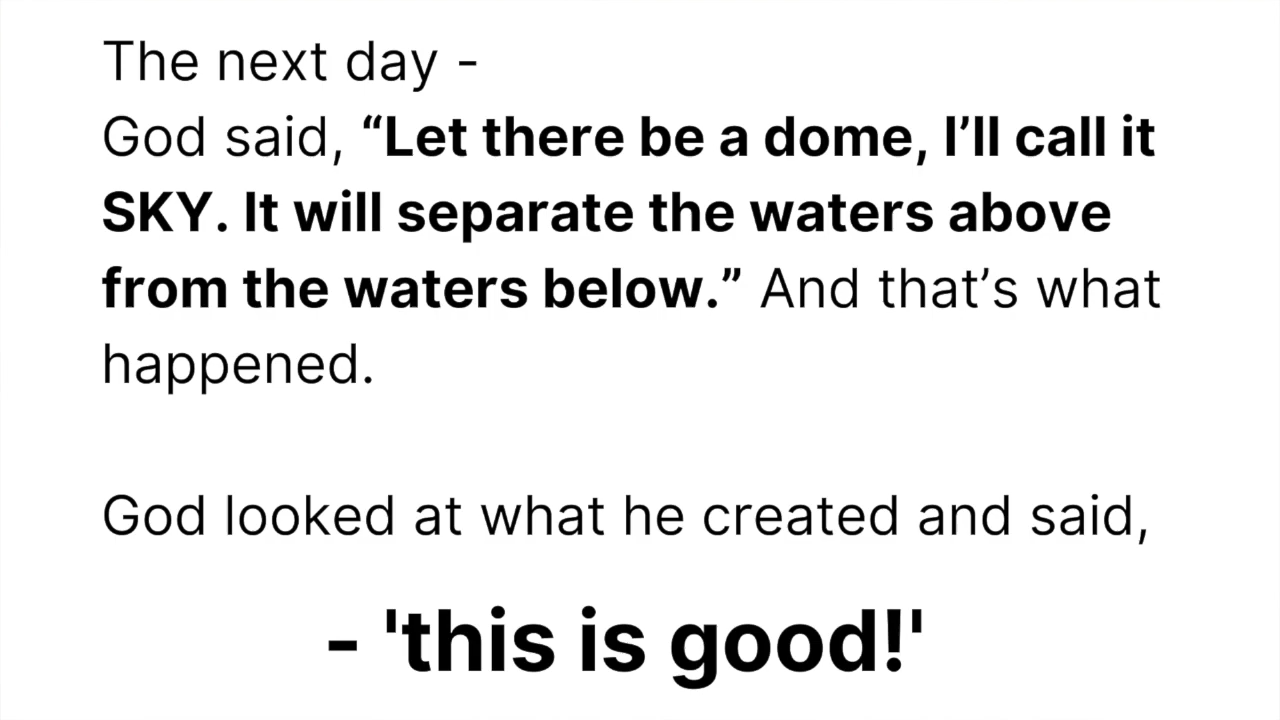 The next day -
God said, “Let there be a dome, I’ll call it
SKY. It will separate the waters above
from the waters below.” And that’s what
happened.
God looked at what he created and said,
- 'this is good!'